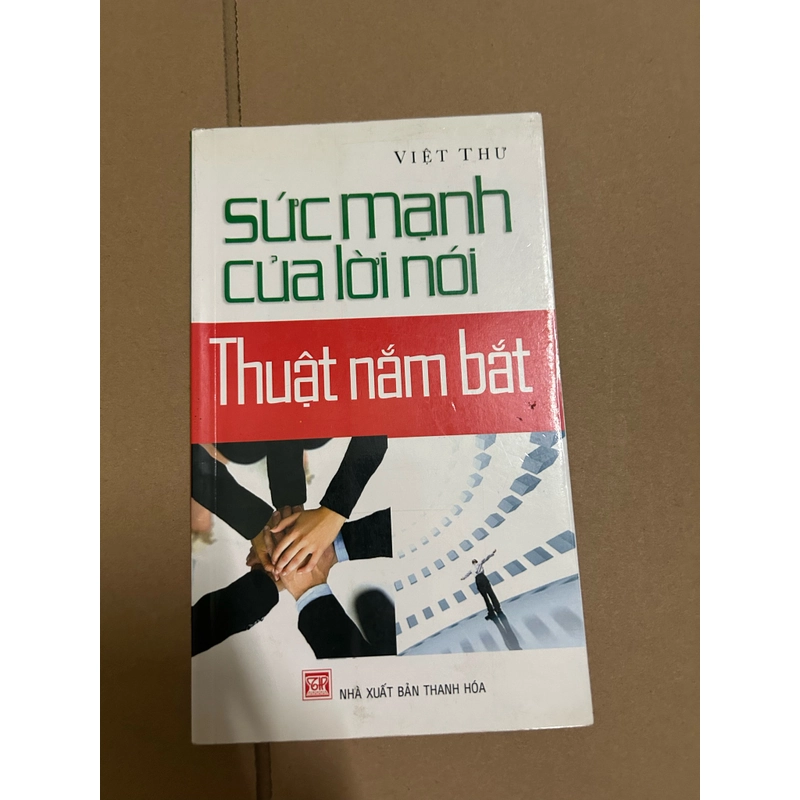 VIỆT THƯ
sức mạnh
của lời nói
Thuật nắm bắt
NHÀ XUẤT BẢN THANH HÓA